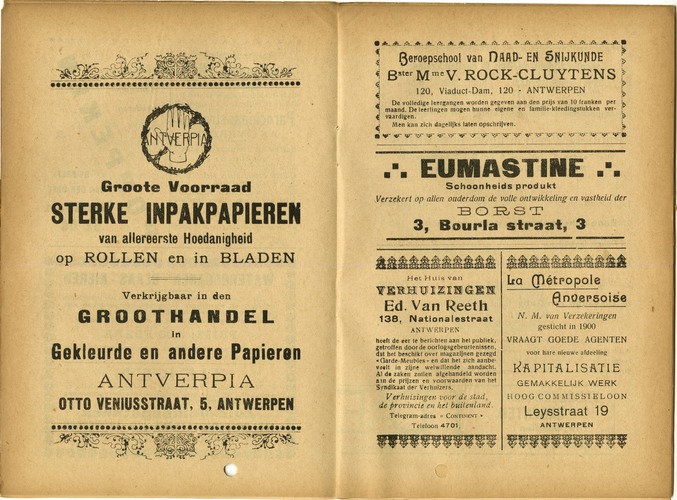 ANTVERPIA
Groote Voorraad
STERKE INPAKPAPIEREN
van allereerste Hoedanigheid
op ROLLEN en in BLADEN
Verkrijgbaar in den
GROOTHANDEL
in
Gekleurde en andere Papieren
ANTVERPIA
OTTO VENIUSSTRAAT, 5, ANTWERPEN
Beroepschool van NAAD- EN SNIJKUNDE
Bster Mme V. ROCK-CLUYTENS
120, Viaduct-Dam, 120 - ANTWERPEN
De volledige leergangen worden gegeven aan den prijs van 10 franken per
maand. De leerlingen mogen hunne eigene en familie-kleedingstukken ver-
vaardigen.
Men kan zich dagelijks laten opschrijven.
EUMASTINE
Schoonheids produkt
Verzekert op allen ouderdom de volle ontwikkeling en vastheid der
BORST
3, Bourla straat, 3
Het Huis van
VERHUIZINGEN
Ed. Van Reeth
138, Nationalestraat
ANTWERPEN
heeft de eer te berichten aan het publiek,
getroffen door de oorlogsgebeurtenissen,
dat het beschikt over magazijnen gezegd
«Garde-Meubles» en dat het zich aanbe-
veelt in zijne welwillende aandacht.
Al de zaken zullen afgehandeld worden
aan de prijzen en voorwaarden van het
Syndikaat der Verhuizers.
Verhuizingen voor de stad,
de provincie en het buitenland.
Telegram-adres « CONTIDENT »
Telefoon 4701.
La Métropole
Anversoise
N. M. van Verzekeringen
gesticht in 1900
VRAAGT GOEDE AGENTEN
voor hare nieuwe afdeeling
KAPITALISATIE
GEMAKKELIJK WERK
HOOG COMMISSIELOON
Leysstraat 19
ANTWERPEN